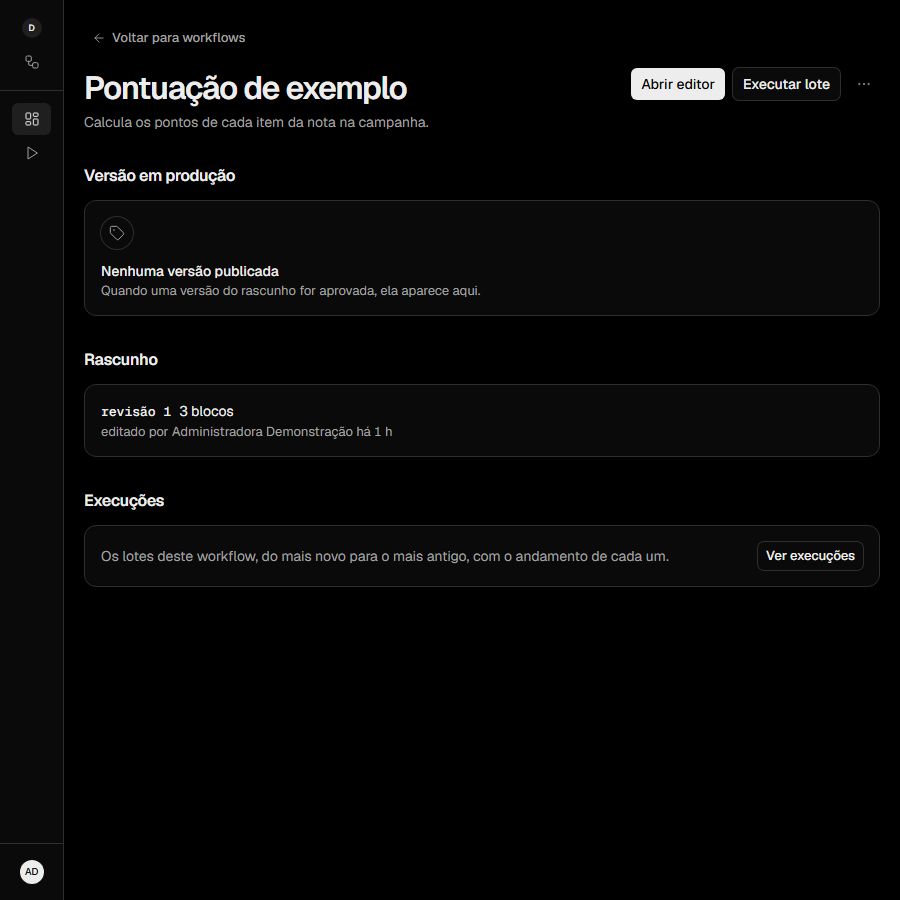 D
Voltar para workflows
Pontuação de exemplo
Abrir editor
Executar lote
Calcula os pontos de cada item da nota na campanha.
Versão em produção
Nenhuma versão publicada
Quando uma versão do rascunho for aprovada, ela aparece aqui.
Rascunho
revisão 1 3 blocos
editado por Administradora Demonstração há 1 h
Execuções
Os lotes deste workflow, do mais novo para o mais antigo, com o andamento de cada um.
Ver execuções
AD